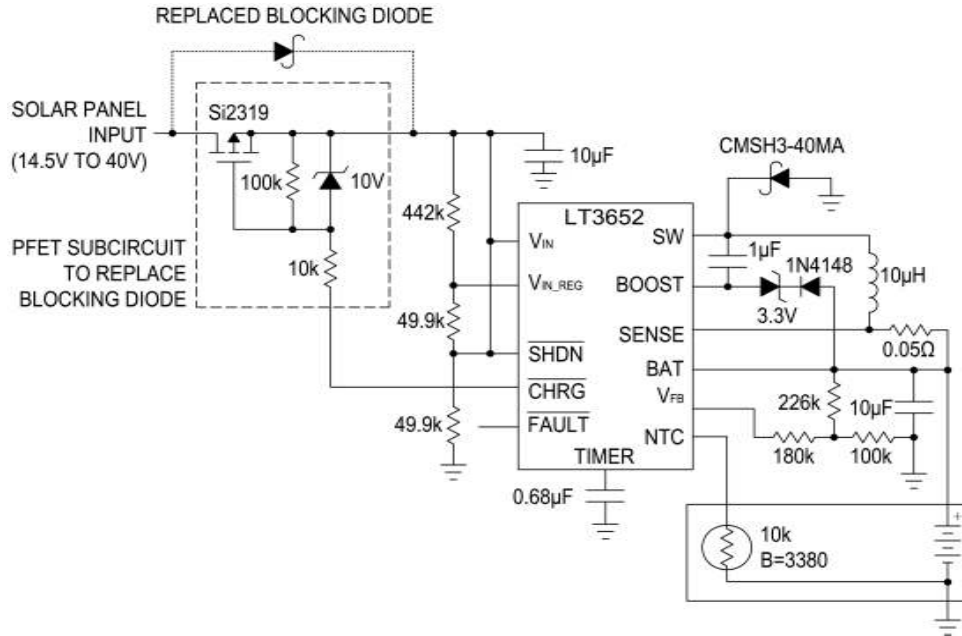 REPLACED BLOCKING DIODE
SOLAR PANEL
INPUT
(14.5V TO 40V)
Si2319
100k
10V
10k
PFET SUBCIRCUIT
TO REPLACE
BLOCKING DIODE
442k
49.9k
49.9k
10µF
LT3652
VIN
VIN_REG
SHDN
CHRG
FAULT
TIMER
SW
BOOST
SENSE
BAT
VFB
NTC
0.68µF
CMSH3-40MA
1µF
1N4148
3.3V
10µH
0.05Ω
226k
10µF
180k
100k
10k
B=3380
+